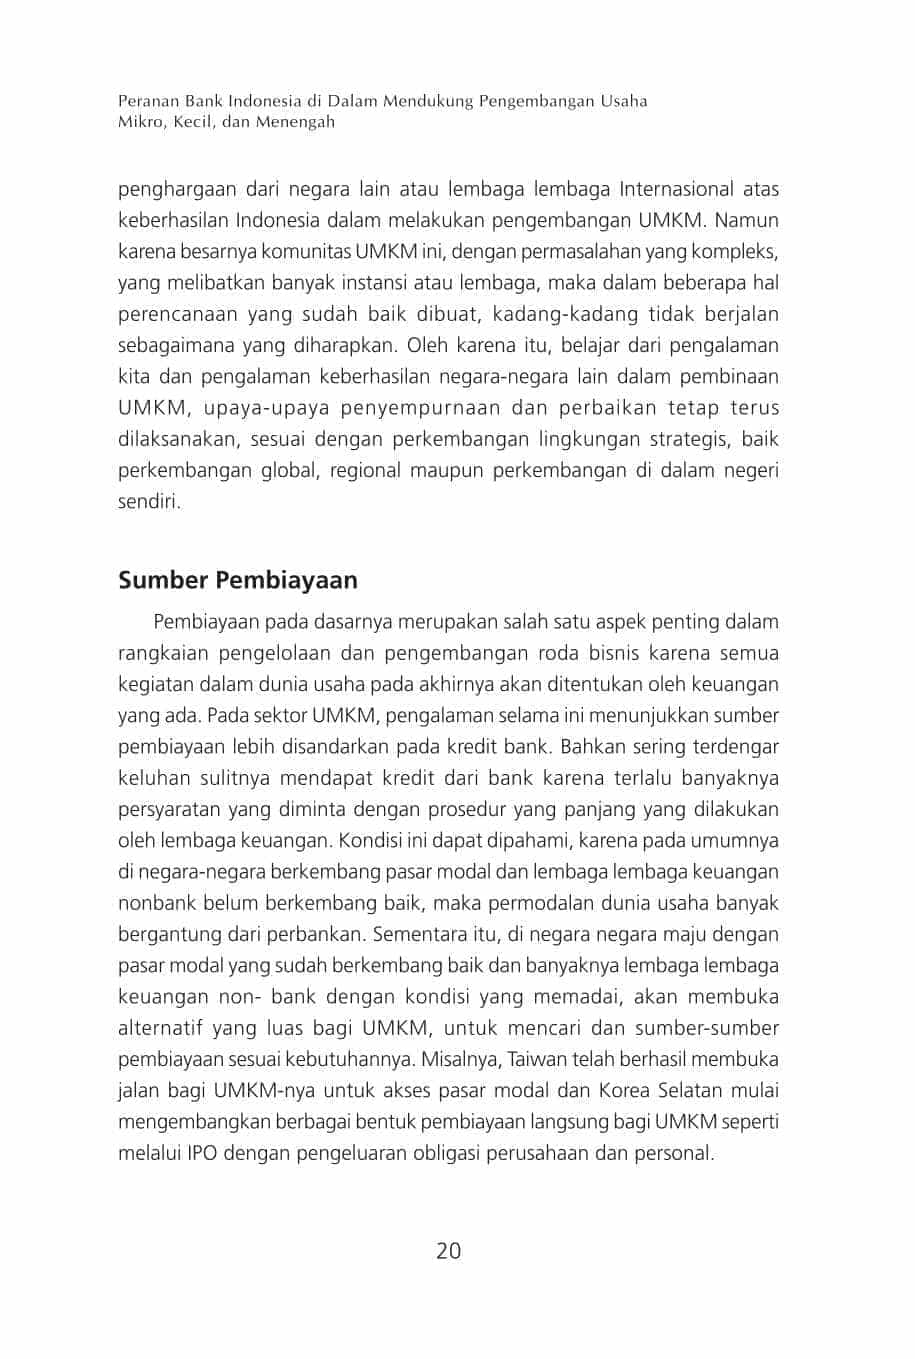 Peranan Bank Indonesia di Dalam Mendukung Pengembangan Usaha
Mikro, Kecil, dan Menengah
penghargaan dari negara lain atau lembaga lembaga Internasional atas
keberhasilan Indonesia dalam melakukan pengembangan UMKM. Namun
karena besarnya komunitas UMKM ini, dengan permasalahan yang kompleks,
yang melibatkan banyak instansi atau lembaga, maka dalam beberapa hal
perencanaan yang sudah baik dibuat, kadang-kadang tidak berjalan
sebagaimana yang diharapkan. Oleh karena itu, belajar dari pengalaman
kita dan pengalaman keberhasilan negara-negara lain dalam pembinaan
UMKM, upaya-upaya penyempurnaan dan perbaikan tetap terus
dilaksanakan, sesuai dengan perkembangan lingkungan strategis, baik
perkembangan global, regional maupun perkembangan di dalam negeri
sendiri.
Sumber Pembiayaan
Pembiayaan pada dasarnya merupakan salah satu aspek penting dalam
rangkaian pengelolaan dan pengembangan roda bisnis karena semua
kegiatan dalam dunia usaha pada akhirnya akan ditentukan oleh keuangan
yang ada. Pada sektor UMKM, pengalaman selama ini menunjukkan sumber
pembiayaan lebih disandarkan pada kredit bank. Bahkan sering terdengar
keluhan sulitnya mendapat kredit dari bank karena terlalu banyaknya
persyaratan yang diminta dengan prosedur yang panjang yang dilakukan
oleh lembaga keuangan. Kondisi ini dapat dipahami, karena pada umumnya
di negara-negara berkembang pasar modal dan lembaga lembaga keuangan
nonbank belum berkembang baik, maka permodalan dunia usaha banyak
bergantung dari perbankan. Sementara itu, di negara negara maju dengan
pasar modal yang sudah berkembang baik dan banyaknya lembaga lembaga
keuangan non- bank dengan kondisi yang memadai, akan membuka
alternatif yang luas bagi UMKM, untuk mencari dan sumber-sumber
pembiayaan sesuai kebutuhannya. Misalnya, Taiwan telah berhasil membuka
jalan bagi UMKM-nya untuk akses pasar modal dan Korea Selatan mulai
mengembangkan berbagai bentuk pembiayaan langsung bagi UMKM seperti
melalui IPO dengan pengeluaran obligasi perusahaan dan personal.
20